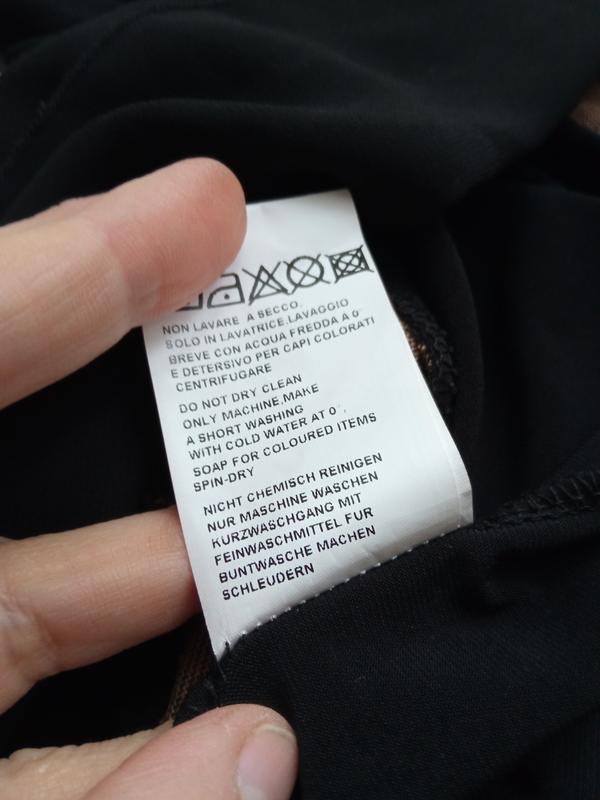 NON LAVARE A SECCO,
SOLO IN LAVATRICE,LAVAGGIO
BREVE CON ACQUA FREDDA A 0°
E DETERSIVO PER CAPI COLORATI
CENTRIFUGARE
DO NOT DRY CLEAN
ONLY MACHINE,MAKE
A SHORT WASHING
WITH COLD WATER AT 0°,
SOAP FOR COLOURED ITEMS
SPIN-DRY
NICHT CHEMISCH REINIGEN
NUR MASCHINE WASCHEN
KURZWASCHGANG MIT
FEINWASCHMITTEL FUR
BUNTWASCHE MACHEN
SCHLEUDERN